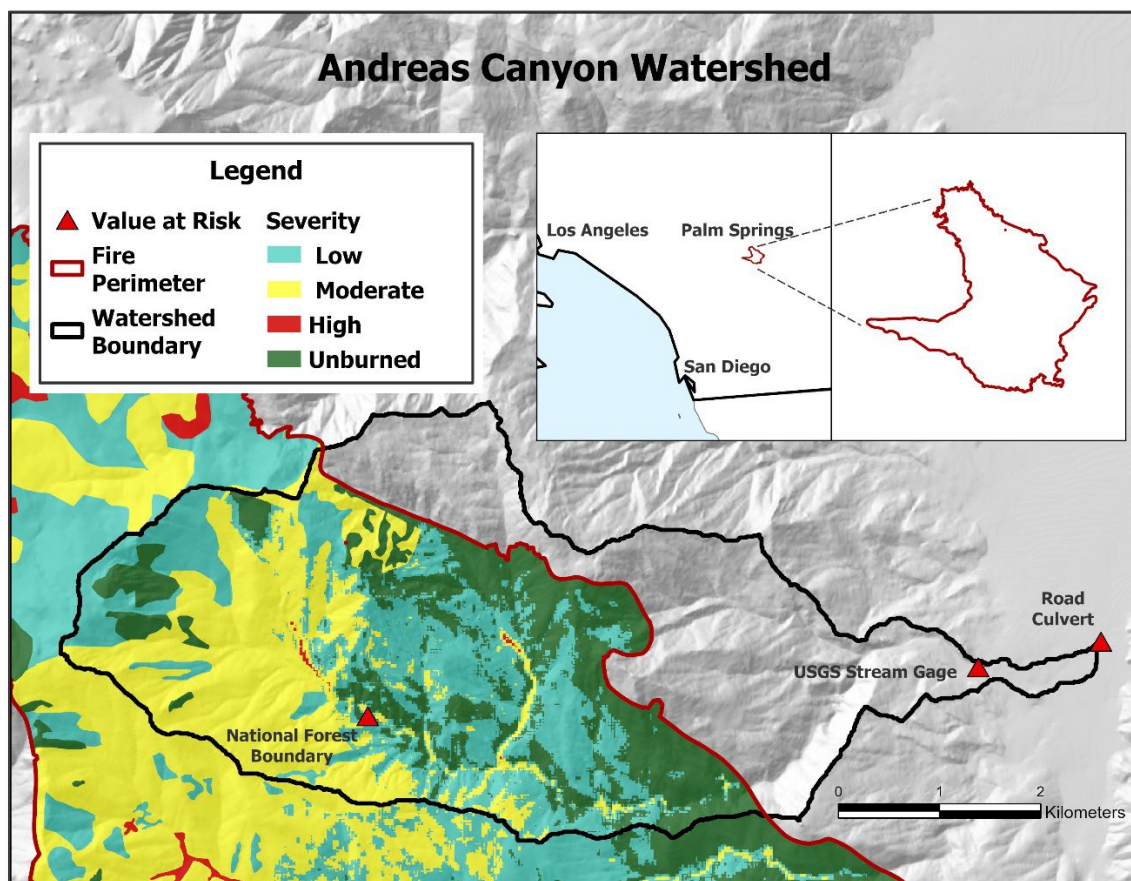 Andreas Canyon Watershed
Legend
Value at Risk
Fire
Perimeter
Watershed
Boundary
Severity
Low
Moderate
High
Unburned
Los Angeles
Palm Springs
San Diego
Road
Culvert
USGS Stream Gage
National Forest
Boundary
0 1 2
Kilometers